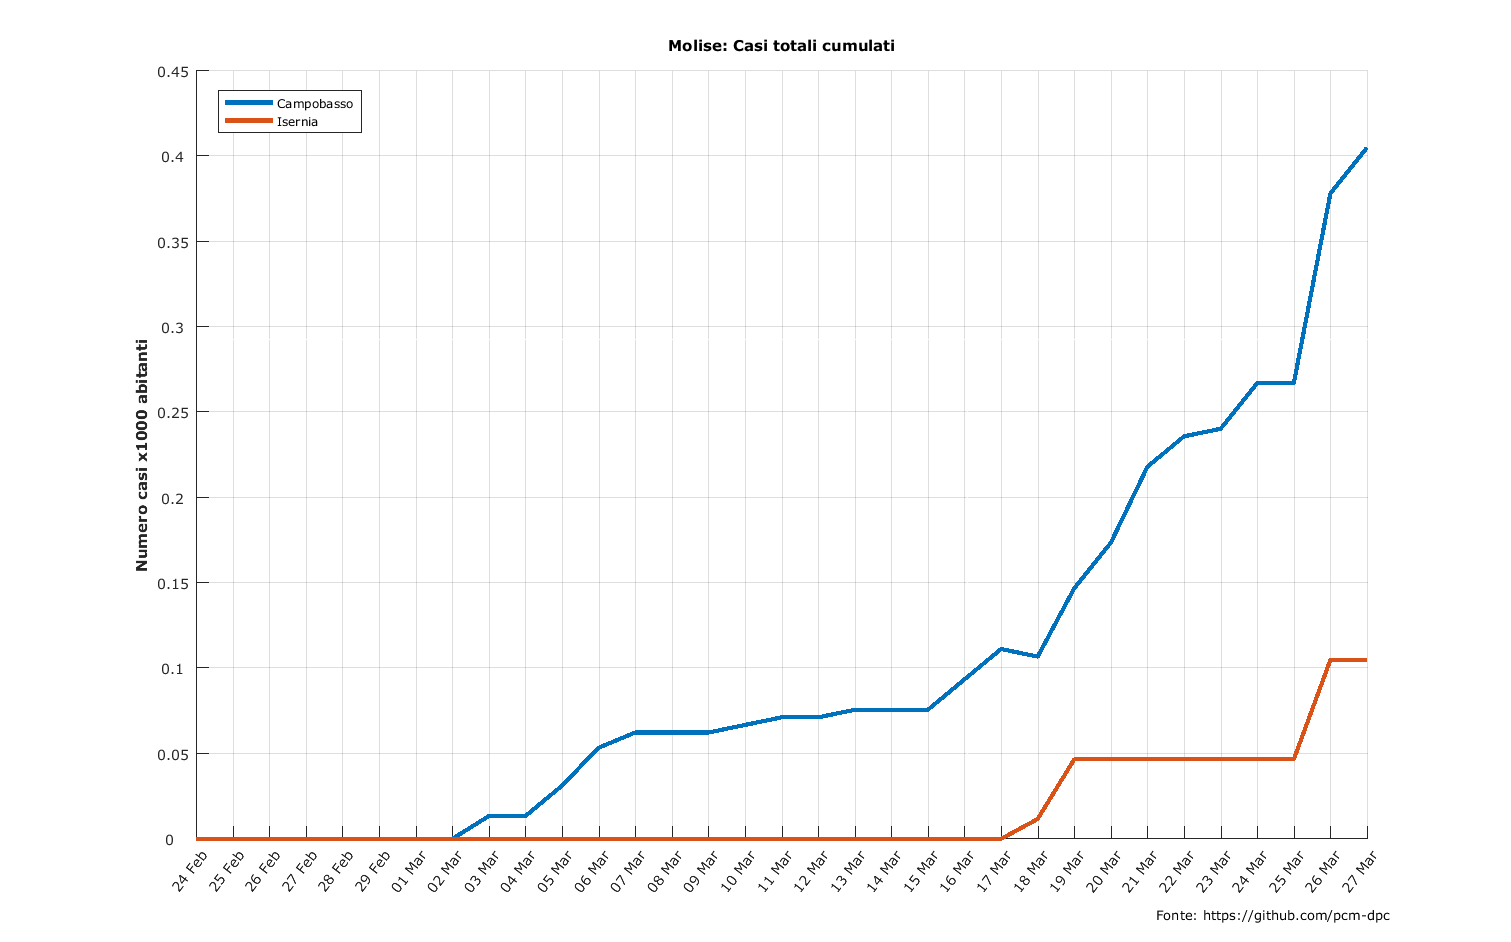 Molise: Casi totali cumulati
Numero casi x1000 abitanti
0.45
0.4
0.35
0.3
0.25
0.2
0.15
0.1
0.05
0
Campobasso
Isernia
24 Feb
25 Feb
26 Feb
27 Feb
28 Feb
29 Feb
01 Mar
02 Mar
03 Mar
04 Mar
05 Mar
06 Mar
07 Mar
08 Mar
09 Mar
10 Mar
11 Mar
12 Mar
13 Mar
14 Mar
15 Mar
16 Mar
17 Mar
18 Mar
19 Mar
20 Mar
21 Mar
22 Mar
23 Mar
24 Mar
25 Mar
26 Mar
27 Mar
Fonte: https://github.com/pcm-dpc